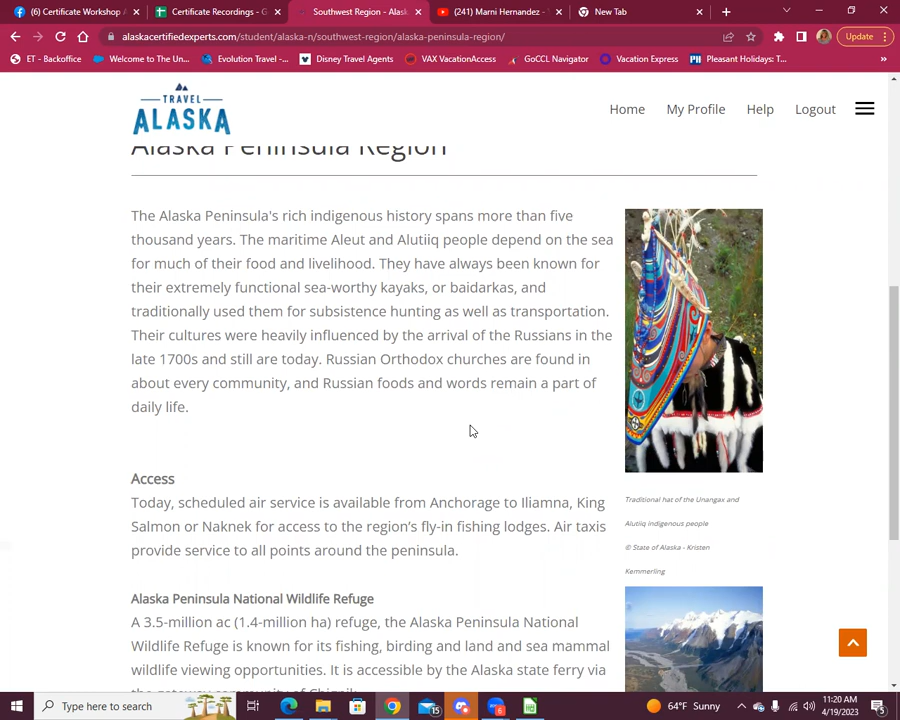 (6) Certificate Workshop A
Certificate Recordings - G
Southwest Region - Alask
(241) Marni Hernandez -
New Tab
alaskacertifiedexperts.com/student/alaska-n/southwest-region/alaska-peninsula-region/
Update
ET - Backoffice
Welcome to The Un...
Evolution Travel -...
Disney Travel Agents
VAX VacationAccess
GoCCL Navigator
Vacation Express
Pleasant Holidays: T...
TRAVEL
ALASKA
Home
My Profile
Help
Logout
Alaska Peninsula Region
The Alaska Peninsula's rich indigenous history spans more than five
thousand years. The maritime Aleut and Alutiiq people depend on the sea
for much of their food and livelihood. They have always been known for
their extremely functional sea-worthy kayaks, or baidarkas, and
traditionally used them for subsistence hunting as well as transportation.
Their cultures were heavily influenced by the arrival of the Russians in the
late 1700s and still are today. Russian Orthodox churches are found in
about every community, and Russian foods and words remain a part of
daily life.
Traditional hat of the Unangax and
Alutiiq indigenous people
© State of Alaska - Kristen
Kemmerling
Access
Today, scheduled air service is available from Anchorage to Iliamna, King
Salmon or Naknek for access to the region's fly-in fishing lodges. Air taxis
provide service to all points around the peninsula.
Alaska Peninsula National Wildlife Refuge
A 3.5-million ac (1.4-million ha) refuge, the Alaska Peninsula National
Wildlife Refuge is known for its fishing, birding and land and sea mammal
wildlife viewing opportunities. It is accessible by the Alaska state ferry via
the gateway community of Chignik.
Type here to search
15
6
64°F Sunny
11:20 AM
4/19/2023
5